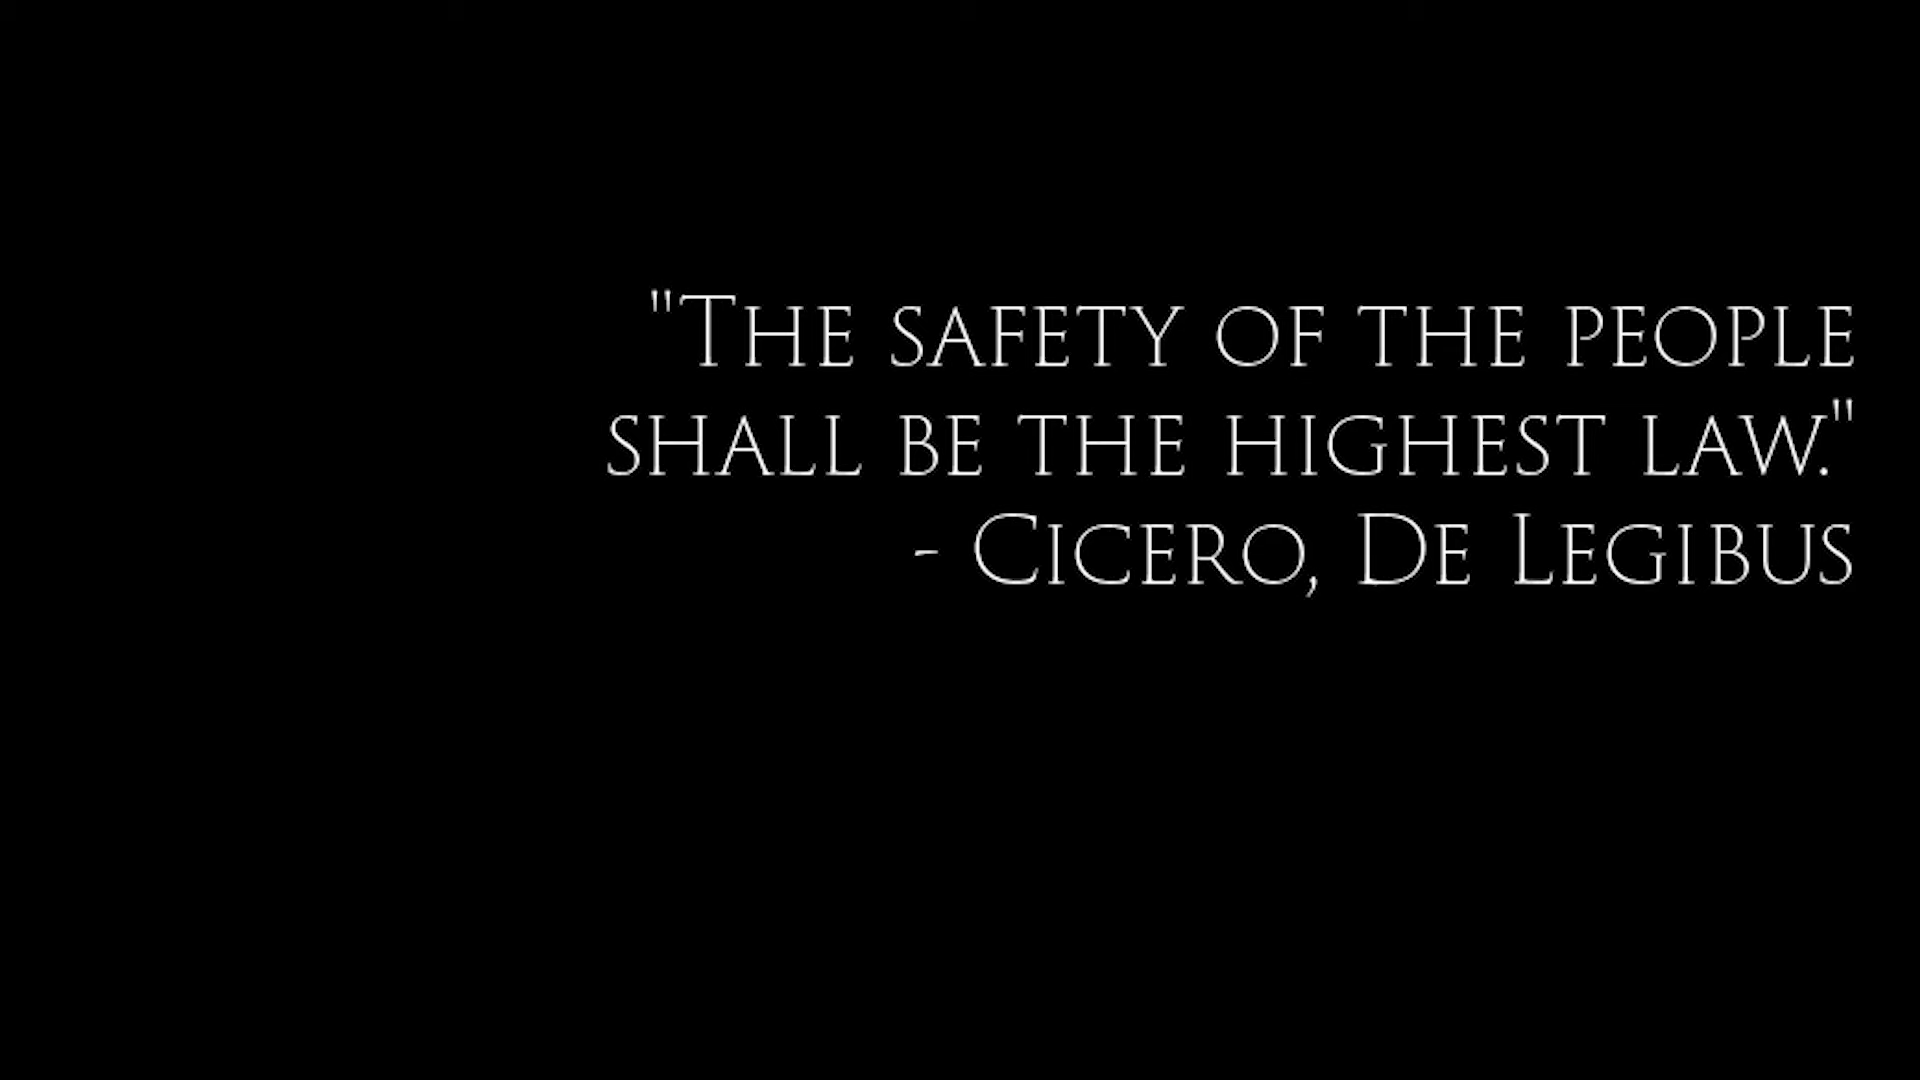 "The safety of the people
shall be the highest law."
- Cicero, De Legibus